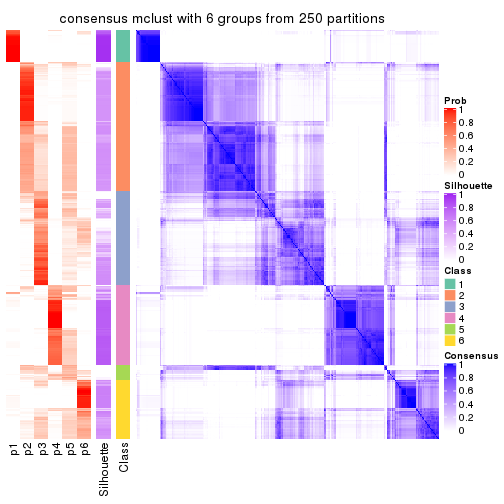 consensus mclust with 6 groups from 250 partitions
Prob
1
0.8
0.6
0.4
0.2
0
Silhouette
1
0.8
0.6
0.4
0.2
0
Class
1
2
3
4
5
6
Consensus
1
0.8
0.6
0.4
0.2
0
p1
p2
p3
p4
p5
p6
Silhouette
Class